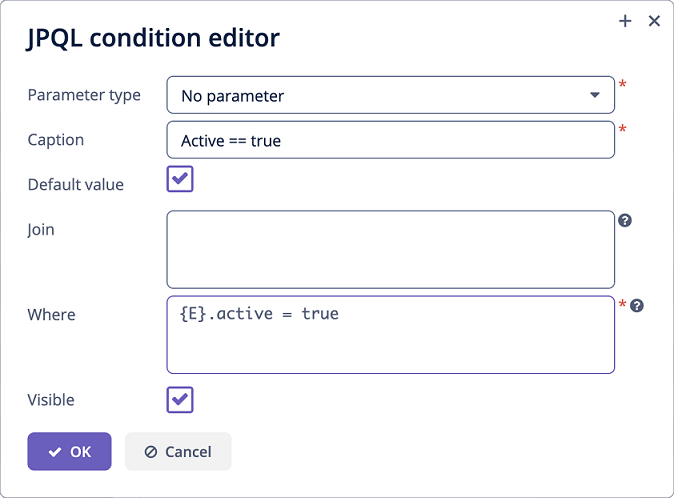 JPQL condition editor
Parameter type No parameter *
Caption Active == true *
Default value
Join ?
Where {E}.active = true * ?
Visible
OK Cancel